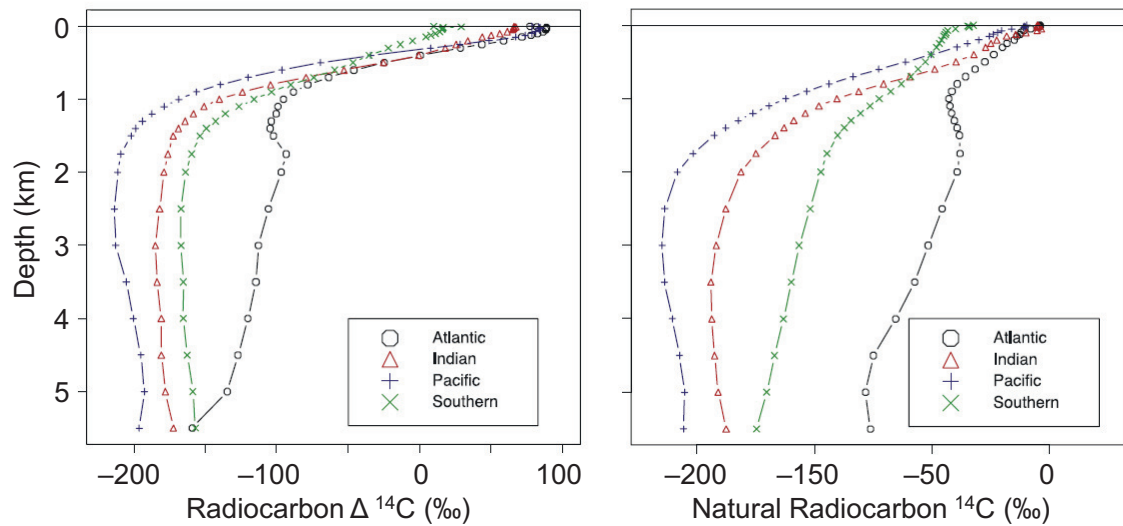 Depth (km)
0
1
2
3
4
5
Atlantic
Indian
Pacific
Southern
−200
−100
0
100
Radiocarbon Δ ¹⁴C (‰)
Atlantic
Indian
Pacific
Southern
−200
−150
−50
0
Natural Radiocarbon ¹⁴C (‰)